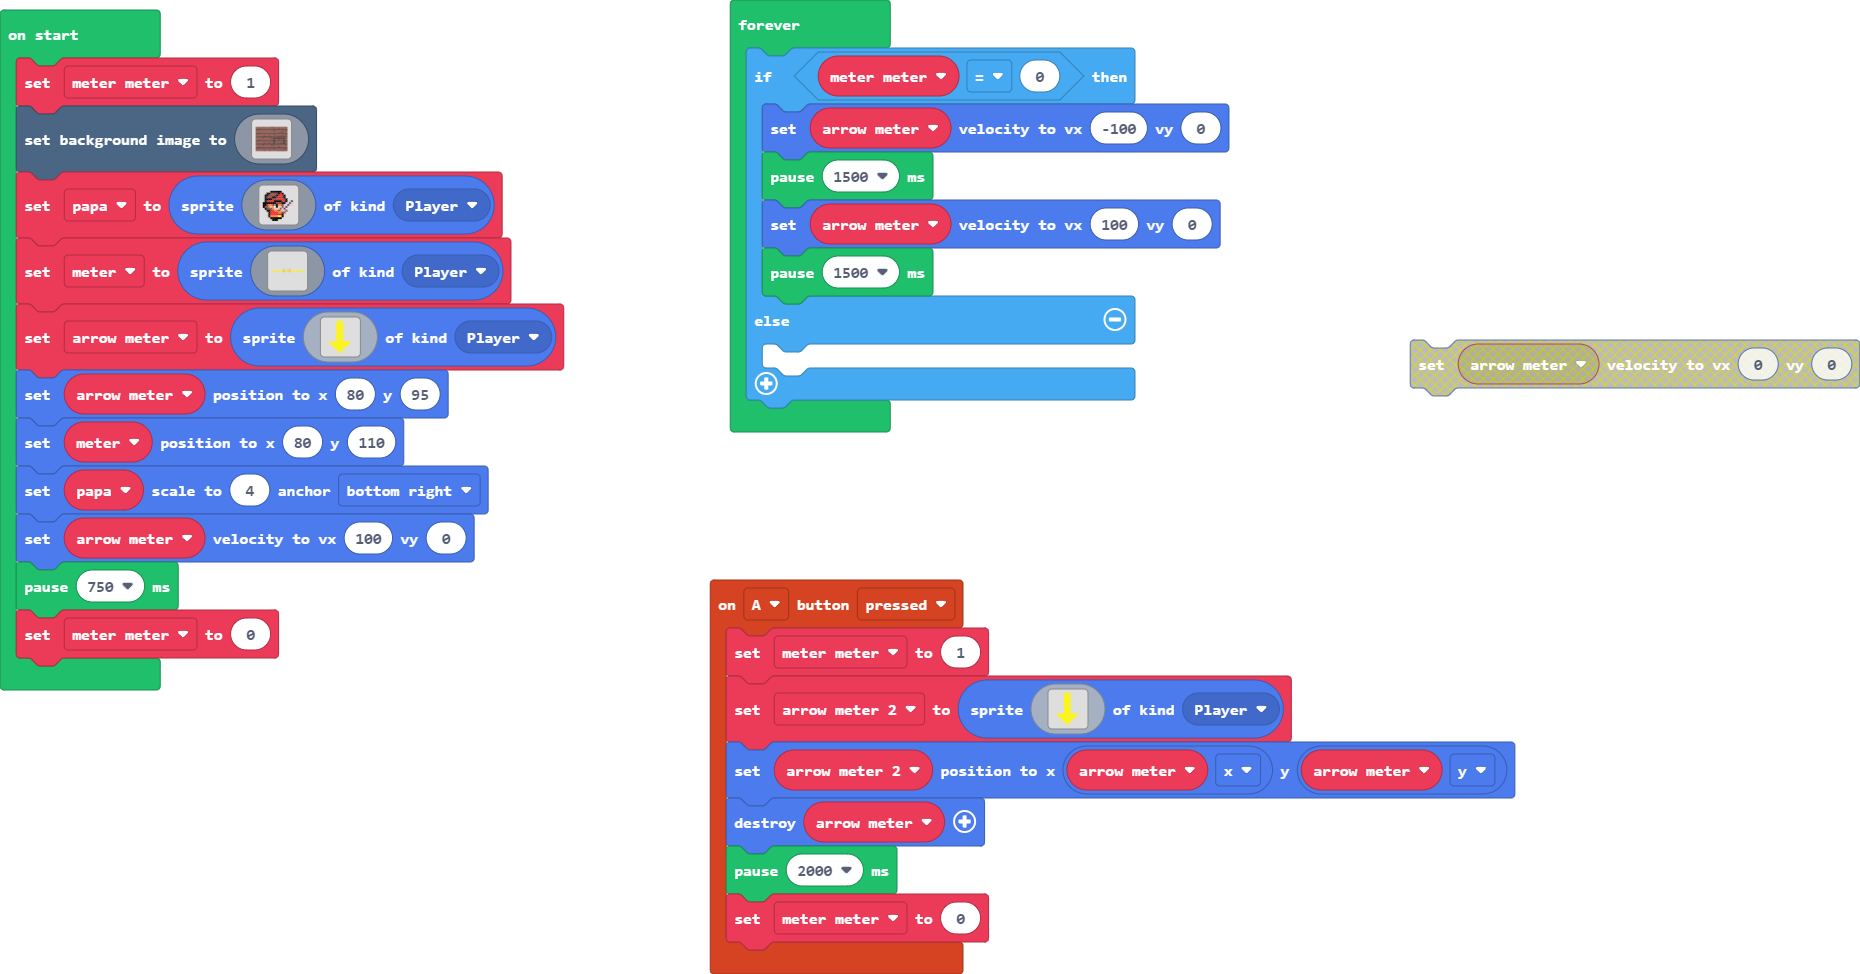 on start
set meter meter to 1
set background image to
set papa to sprite of kind Player
set meter to sprite of kind Player
set arrow meter to sprite of kind Player
set arrow meter position to x 80 y 95
set meter position to x 80 y 110
set papa scale to 4 anchor bottom right
set arrow meter velocity to vx 100 vy 0
pause 750 ms
set meter meter to 0
forever
if meter meter = 0 then
set arrow meter velocity to vx -100 vy 0
pause 1500 ms
set arrow meter velocity to vx 100 vy 0
pause 1500 ms
else
set arrow meter velocity to vx 0 vy 0
on A button pressed
set meter meter to 1
set arrow meter 2 to sprite of kind Player
set arrow meter 2 position to x arrow meter x y arrow meter y
destroy arrow meter
pause 2000 ms
set meter meter to 0